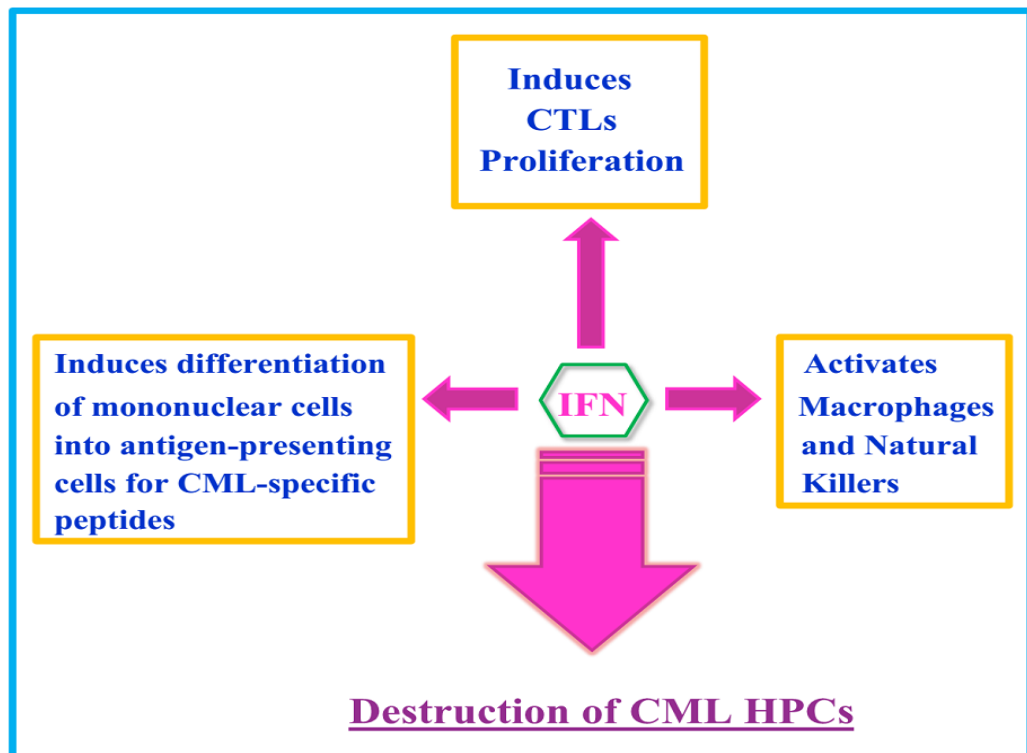 Induces
CTLs
Proliferation
Induces differentiation
of mononuclear cells
into antigen-presenting
cells for CML-specific
peptides
IFN
Activates
Macrophages
and Natural
Killers
Destruction of CML HPCs